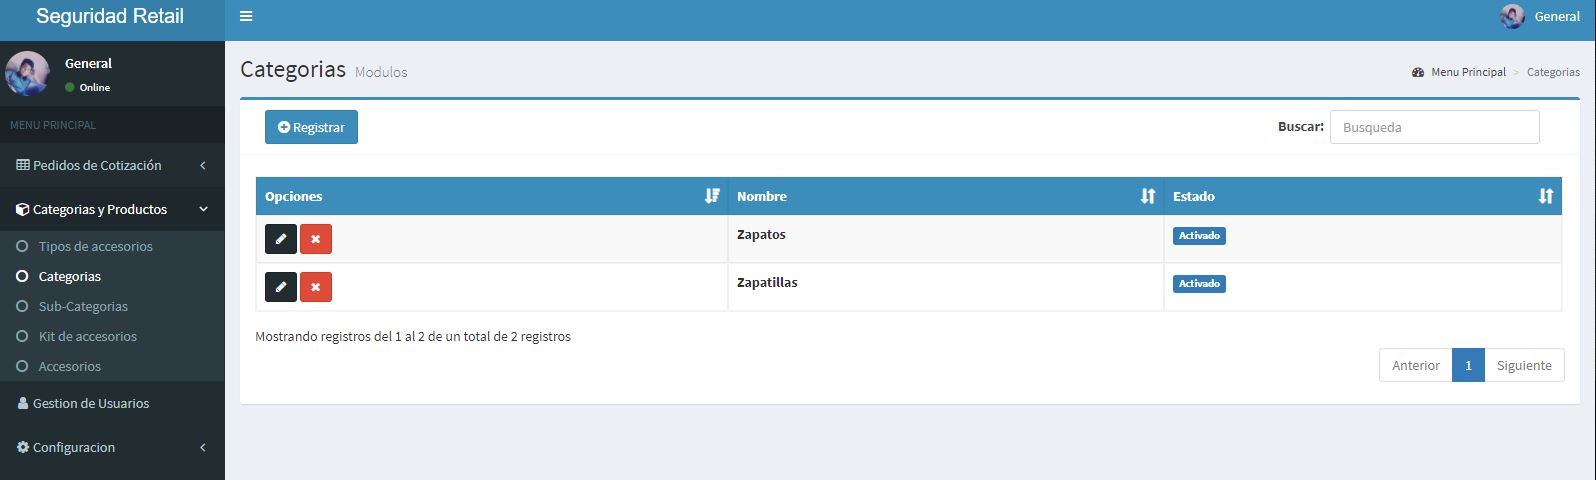 Seguridad Retail
General
General
Online
MENU PRINCIPAL
Pedidos de Cotización
Categorias y Productos
Tipos de accesorios
Categorias
Sub-Categorias
Kit de accesorios
Accesorios
Gestion de Usuarios
Configuracion
Categorias Modulos
Menu Principal > Categorias
Registrar
Buscar: Busqueda
Opciones Nombre Estado
Zapatos Activado
Zapatillas Activado
Mostrando registros del 1 al 2 de un total de 2 registros
Anterior 1 Siguiente